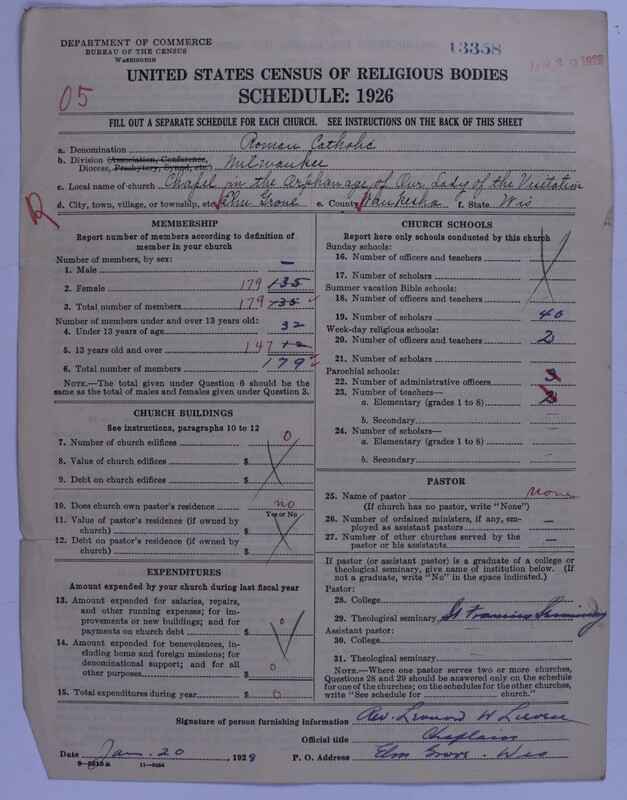 DEPARTMENT OF COMMERCE
BUREAU OF THE CENSUS
WASHINGTON
13358
05
UNITED STATES CENSUS OF RELIGIOUS BODIES
SCHEDULE: 1926
FILL OUT A SEPARATE SCHEDULE FOR EACH CHURCH. SEE INSTRUCTIONS ON THE BACK OF THIS SHEET
a. Denomination Roman Catholic
b. Division (Association, Conference,
Diocese, Presbytery, Synod, etc.) Milwaukee
c. Local name of church Chapel in the Orphanage of Our Lady of the Visitation
d. City, town, village, or township, etc. Elm Grove e. County Waukesha f. State Wis
R
MEMBERSHIP
Report number of members according to definition of
member in your church
Number of members, by sex:
1. Male –
2. Female 179 135
3. Total number of members 179 135
Number of members under and over 13 years old:
4. Under 13 years of age 32
5. 13 years old and over 147 12
6. Total number of members 179
NOTE.—The total given under Question 6 should be the
same as the total of males and females given under Question 3.
CHURCH BUILDINGS
See instructions, paragraphs 10 to 12
7. Number of church edifices 0
8. Value of church edifices $
9. Debt on church edifices $
10. Does church own pastor's residence no
Yes or No
11. Value of pastor's residence (if owned by
church) $
12. Debt on pastor's residence (if owned by
church) $
EXPENDITURES
Amount expended by your church during last fiscal year
13. Amount expended for salaries, repairs,
and other running expenses; for im-
provements or new buildings; and for
payments on church debt $ 0
14. Amount expended for benevolences, in-
cluding home and foreign missions; for
denominational support; and for all
other purposes $ 0
15. Total expenditures during year $ 0
CHURCH SCHOOLS
Report here only schools conducted by this church
Sunday schools:
16. Number of officers and teachers
17. Number of scholars
Summer vacation Bible schools:
18. Number of officers and teachers
19. Number of scholars 40
Week-day religious schools:
20. Number of officers and teachers 2
21. Number of scholars
Parochial schools:
22. Number of administrative officers 3
23. Number of teachers—
a. Elementary (grades 1 to 8)
b. Secondary
24. Number of scholars—
a. Elementary (grades 1 to 8)
b. Secondary
PASTOR
25. Name of pastor None
(If church has no pastor, write "None")
26. Number of ordained ministers, if any, em-
ployed as assistant pastors –
27. Number of other churches served by the
pastor or his assistants –
If pastor (or assistant pastor) is a graduate of a college or
theological seminary, give name of institution below. (If
not a graduate, write "No" in the space indicated.)
Pastor:
28. College
29. Theological seminary St Francis Seminary
Assistant pastor:
30. College
31. Theological seminary
NOTE.—Where one pastor serves two or more churches,
Questions 28 and 29 should be answered only on the schedule
for one of the churches; on the schedules for the other churches,
write "See schedule for church."
Signature of person furnishing information Rev. Leonard W
Official title Chaplain
Date Jan. 20, 1928 P. O. Address Elm Grove - Wis
8-5518a 11-9064